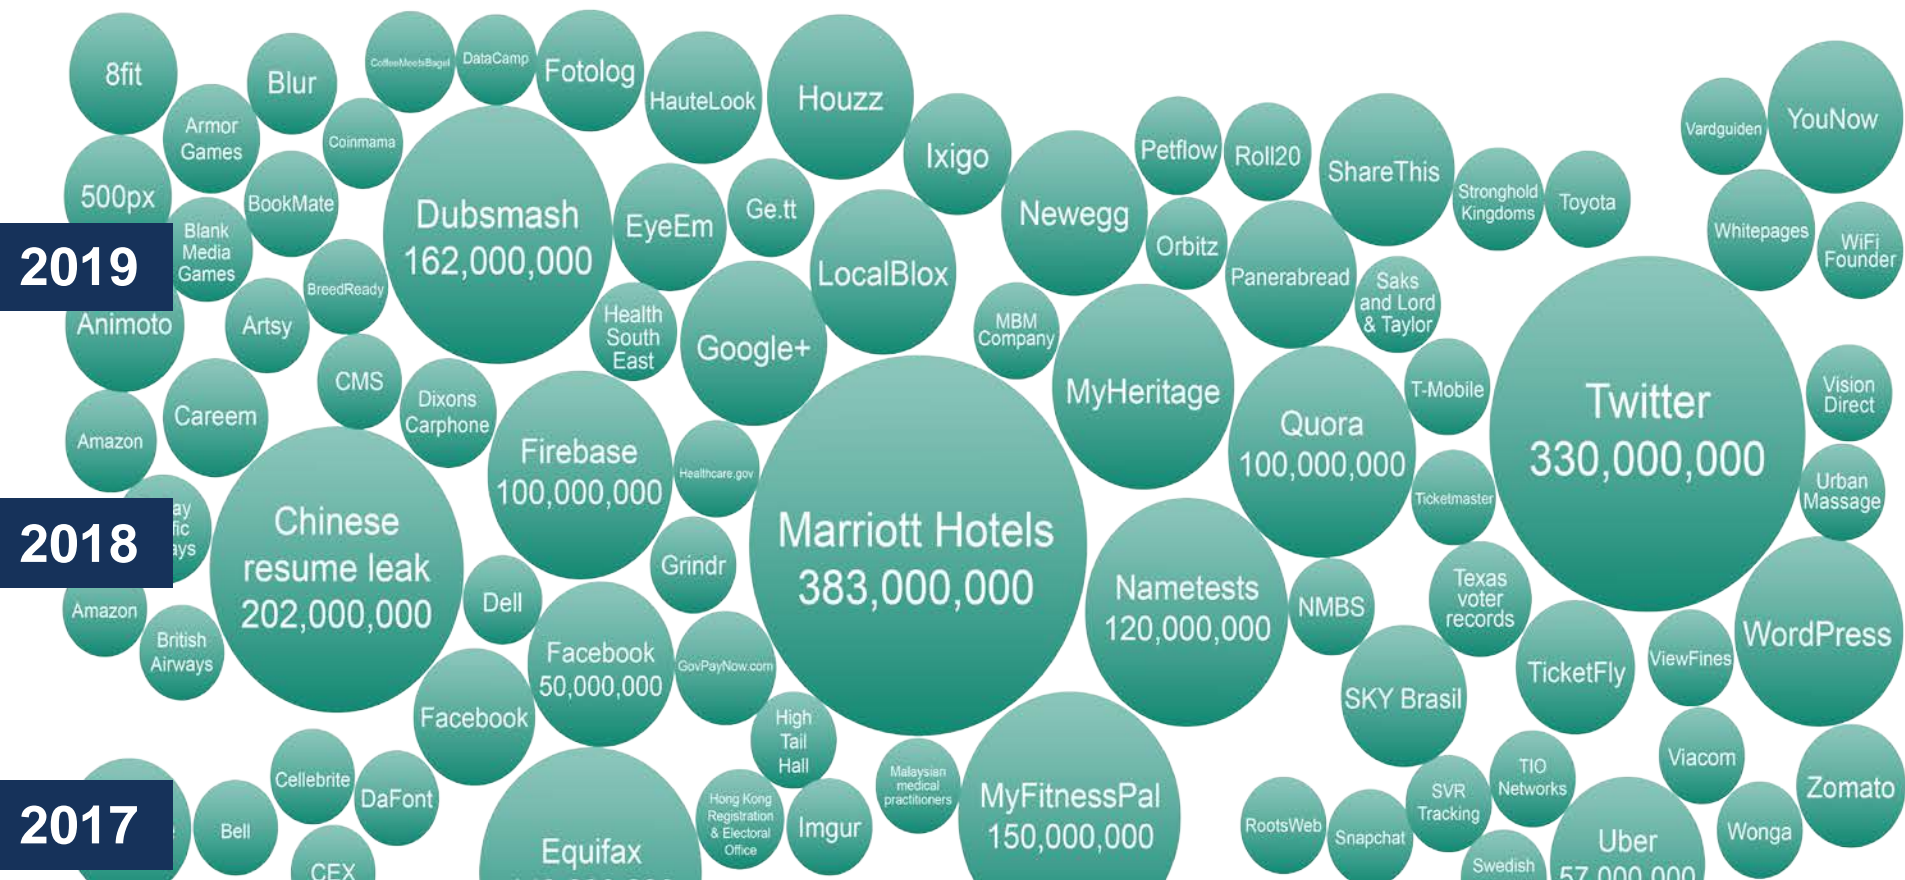 8fit
Blur
CoffeeMeetsBagel
DataCamp
Fotolog
HauteLook
Houzz
Armor
Games
Coinmama
Ixigo
Petflow
Roll20
ShareThis
Vardguiden
YouNow
500px
BookMate
Dubsmash
162,000,000
EyeEm
Ge.tt
Newegg
Orbitz
Stronghold
Kingdoms
Toyota
Whitepages
WiFi
Founder
2019
Blank
Media
Games
BreedReady
LocalBlox
Panerabread
Saks
and Lord
& Taylor
Animoto
Artsy
Health
South
East
Google+
MBM
Company
CMS
Dixons
Carphone
MyHeritage
T-Mobile
Twitter
330,000,000
Vision
Direct
Amazon
Careem
Firebase
100,000,000
Healthcare.gov
Quora
100,000,000
Ticketmaster
Urban
Massage
2018
ay
fic
ays
Chinese
resume leak
202,000,000
Marriott Hotels
383,000,000
Grindr
Dell
Nametests
120,000,000
NMBS
Texas
voter
records
Amazon
British
Airways
Facebook
50,000,000
GovPayNow.com
WordPress
ViewFines
TicketFly
SKY Brasil
Facebook
High
Tail
Hall
2017
Cellebrite
DaFont
Bell
CEX
Equifax
Hong Kong
Registration
& Electoral
Office
Imgur
Malaysian
medical
practitioners
MyFitnessPal
150,000,000
RootsWeb
Snapchat
SVR
Tracking
TIO
Networks
Swedish
Uber
57,000,000
Viacom
Wonga
Zomato